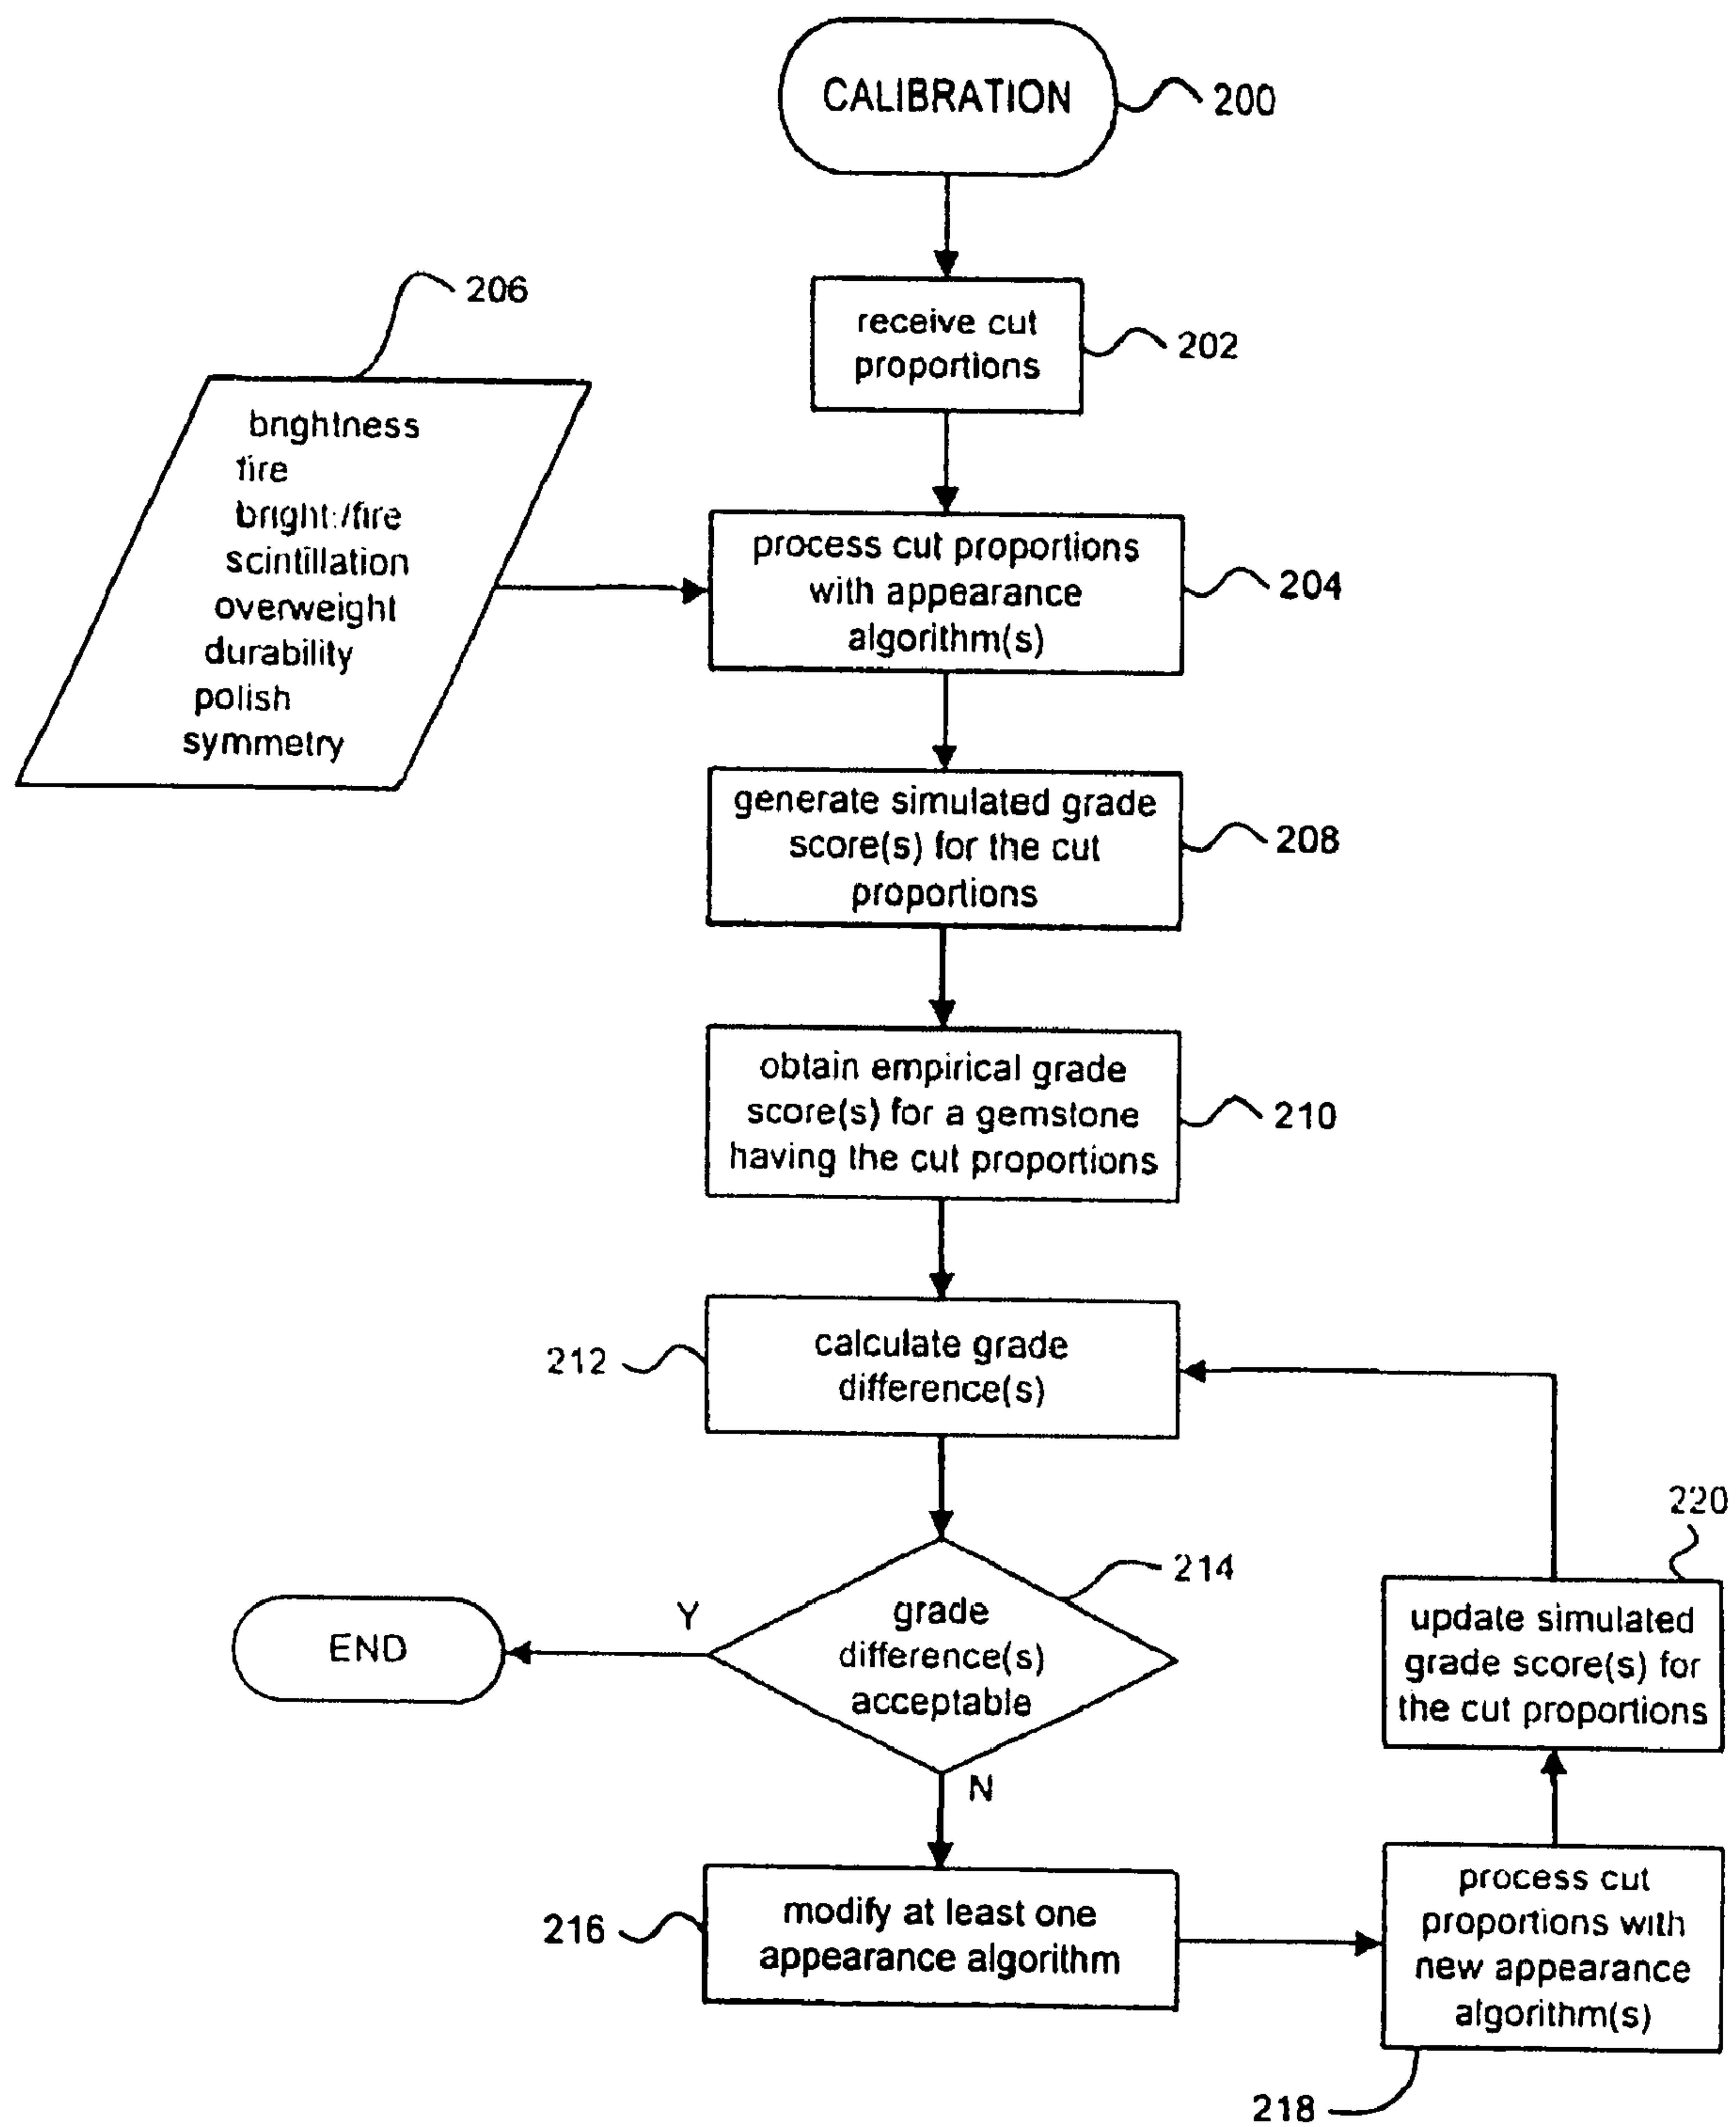 CALIBRATION
200
receive cut
proportions
202
206
brightness
fire
bright./fire
scintillation
overweight
durability
polish
symmetry
process cut proportions
with appearance
algorithm(s)
204
generate simulated grade
score(s) for the cut
proportions
208
obtain empirical grade
score(s) for a gemstone
having the cut proportions
210
212
calculate grade
difference(s)
214
grade
difference(s)
acceptable
Y
END
N
220
update simulated
grade score(s) for
the cut proportions
216
modify at least one
appearance algorithm
process cut
proportions with
new appearance
algorithm(s)
218